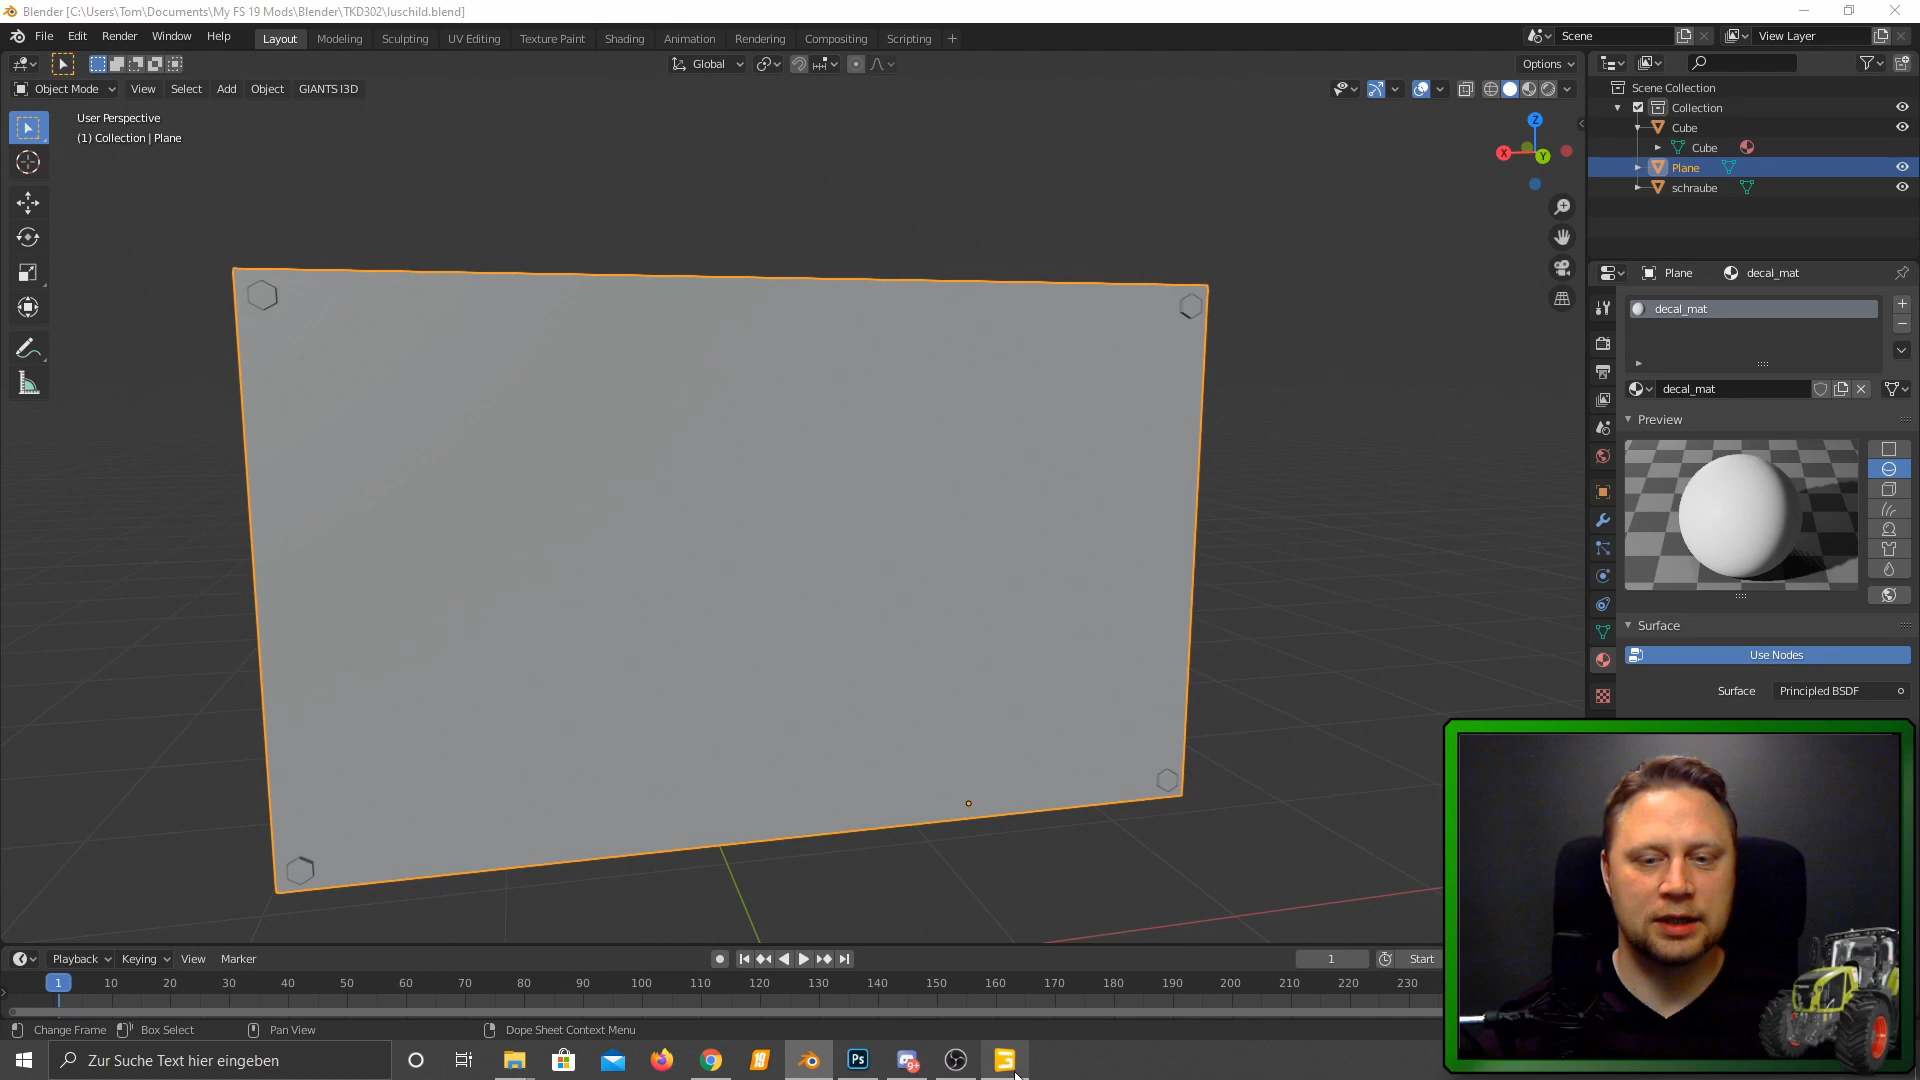 Blender [C:\Users\Tom\Documents\My FS 19 Mods\Blender\TKD302\luschild.blend]
File Edit Render Window Help
Layout Modeling Sculpting UV Editing Texture Paint Shading Animation Rendering Compositing Scripting +
Scene
View Layer
Global
Options
Object Mode View Select Add Object GIANTS I3D
User Perspective
(1) Collection | Plane
Z
X
Y
Scene Collection
Collection
Cube
Cube
Plane
schraube
Plane
decal_mat
decal_mat
decal_mat
Preview
Surface
Use Nodes
Surface
Principled BSDF
Playback Keying View Marker
1
Start
1 10 20 30 40 50 60 70 80 90 100 110 120 130 140 150 160 170 180 190 200 210 220 230
Change Frame
Box Select
Pan View
Dope Sheet Context Menu
Zur Suche Text hier eingeben
19
Ps
9+